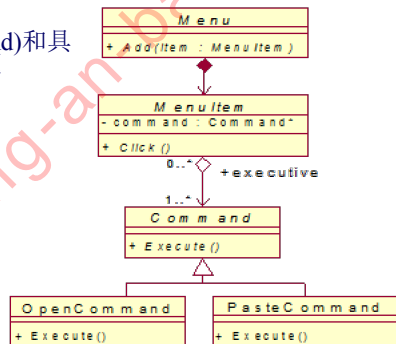 Menu
d)和具
+ Add(Item : MenuItem )
MenuItem
- command : Command*
+ Click ()
0..*
+executive
1..*
Command
+ Execute()
OpenCommand
PasteCommand
+ Execute()
+ Execute()